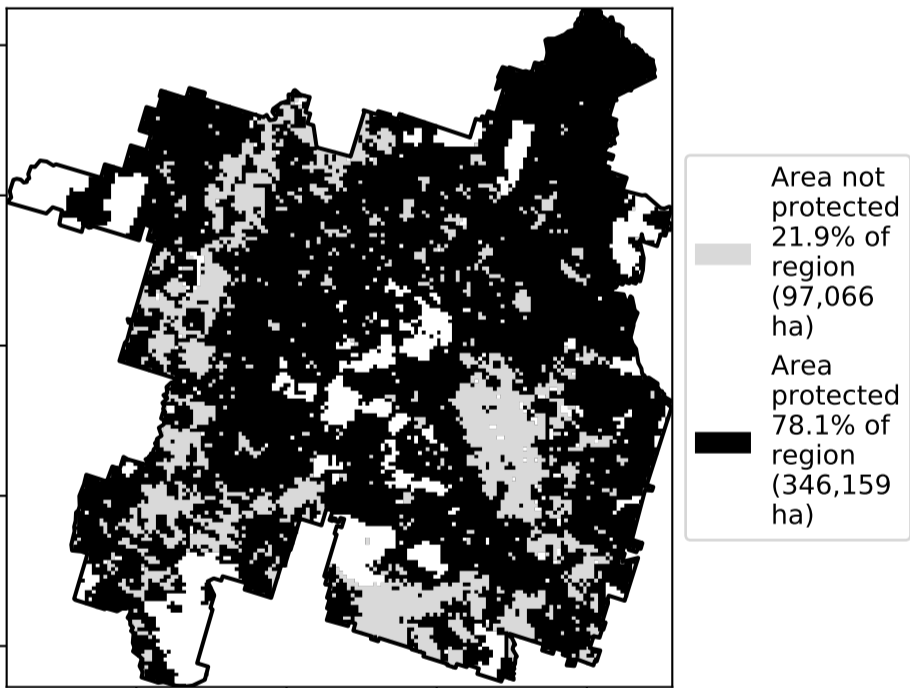 Area not
protected
21.9% of
region
(97,066
ha)
Area
protected
78.1% of
region
(346,159
ha)